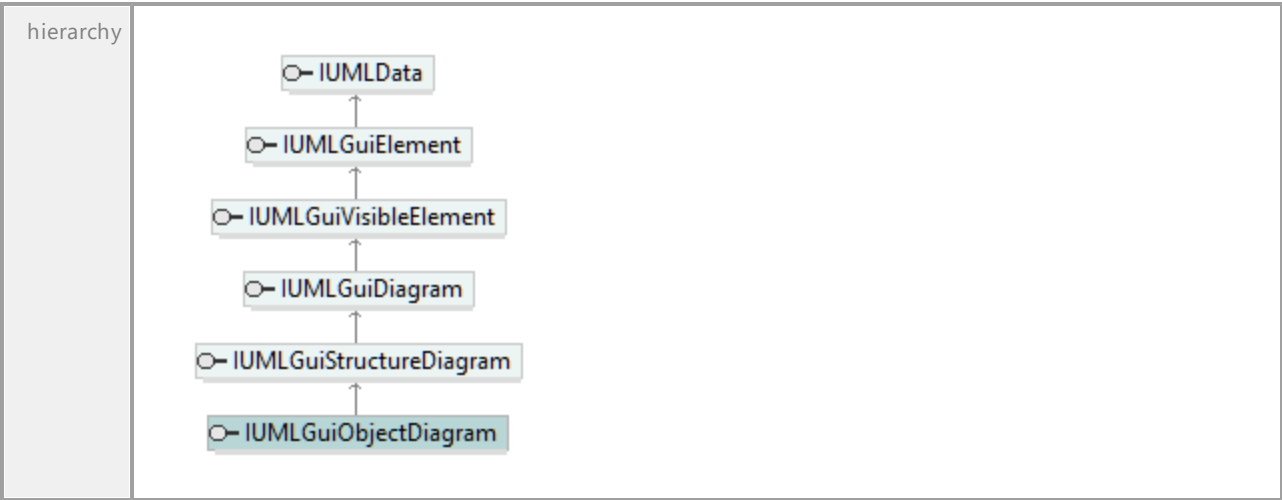 hierarchy
IUMLData
IUMLGuiElement
IUMLGuiVisibleElement
IUMLGuiDiagram
IUMLGuiStructureDiagram
IUMLGuiObjectDiagram